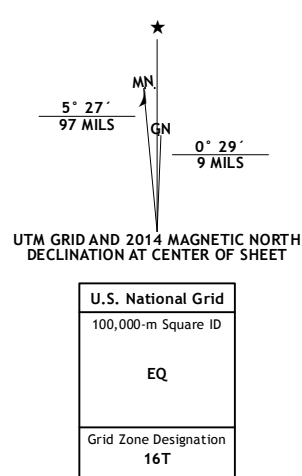 ★
MN.
5° 27´
97 MILS
GN
0° 29´
9 MILS
UTM GRID AND 2014 MAGNETIC NORTH
DECLINATION AT CENTER OF SHEET
U.S. National Grid
100,000-m Square ID
EQ
Grid Zone Designation
16T